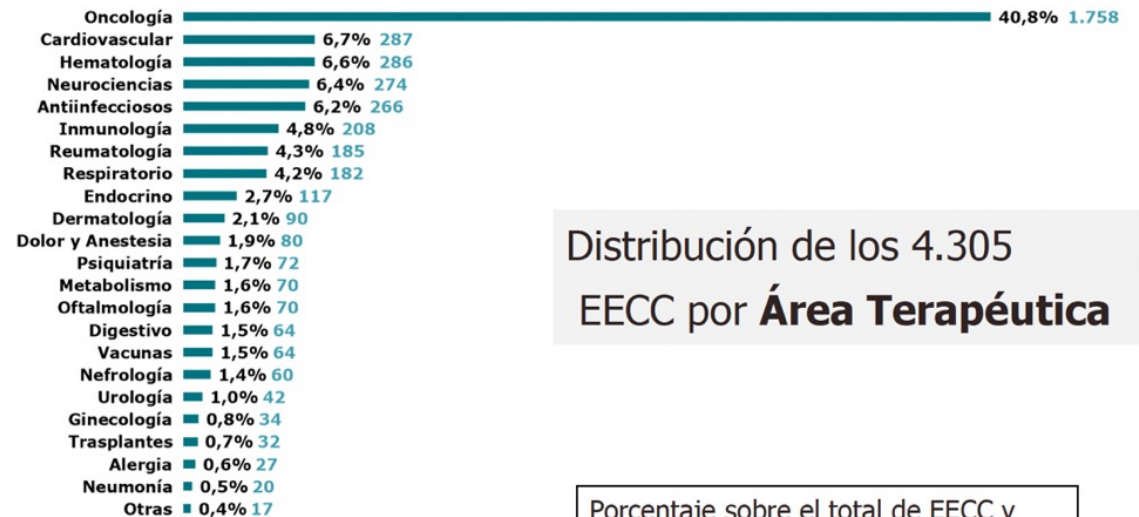 Oncología 40,8% 1.758
Cardiovascular 6,7% 287
Hematología 6,6% 286
Neurociencias 6,4% 274
Antiinfecciosos 6,2% 266
Inmunología 4,8% 208
Reumatología 4,3% 185
Respiratorio 4,2% 182
Endocrino 2,7% 117
Dermatología 2,1% 90
Dolor y Anestesia 1,9% 80
Psiquiatría 1,7% 72
Metabolismo 1,6% 70
Oftalmología 1,6% 70
Digestivo 1,5% 64
Vacunas 1,5% 64
Nefrología 1,4% 60
Urología 1,0% 42
Ginecología 0,8% 34
Trasplantes 0,7% 32
Alergia 0,6% 27
Neumonía 0,5% 20
Otras 0,4% 17
Distribución de los 4.305
EECC por Área Terapéutica
Porcentaje sobre el total de EECC y